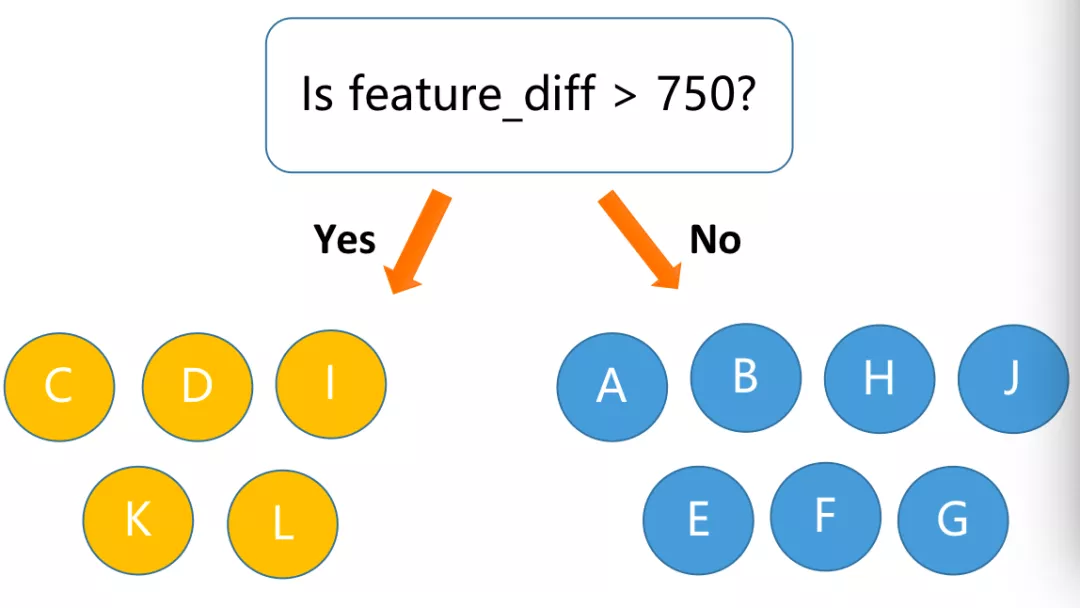 Is feature_diff > 750?
Yes
No
C D I
A B H J
K L
E F G